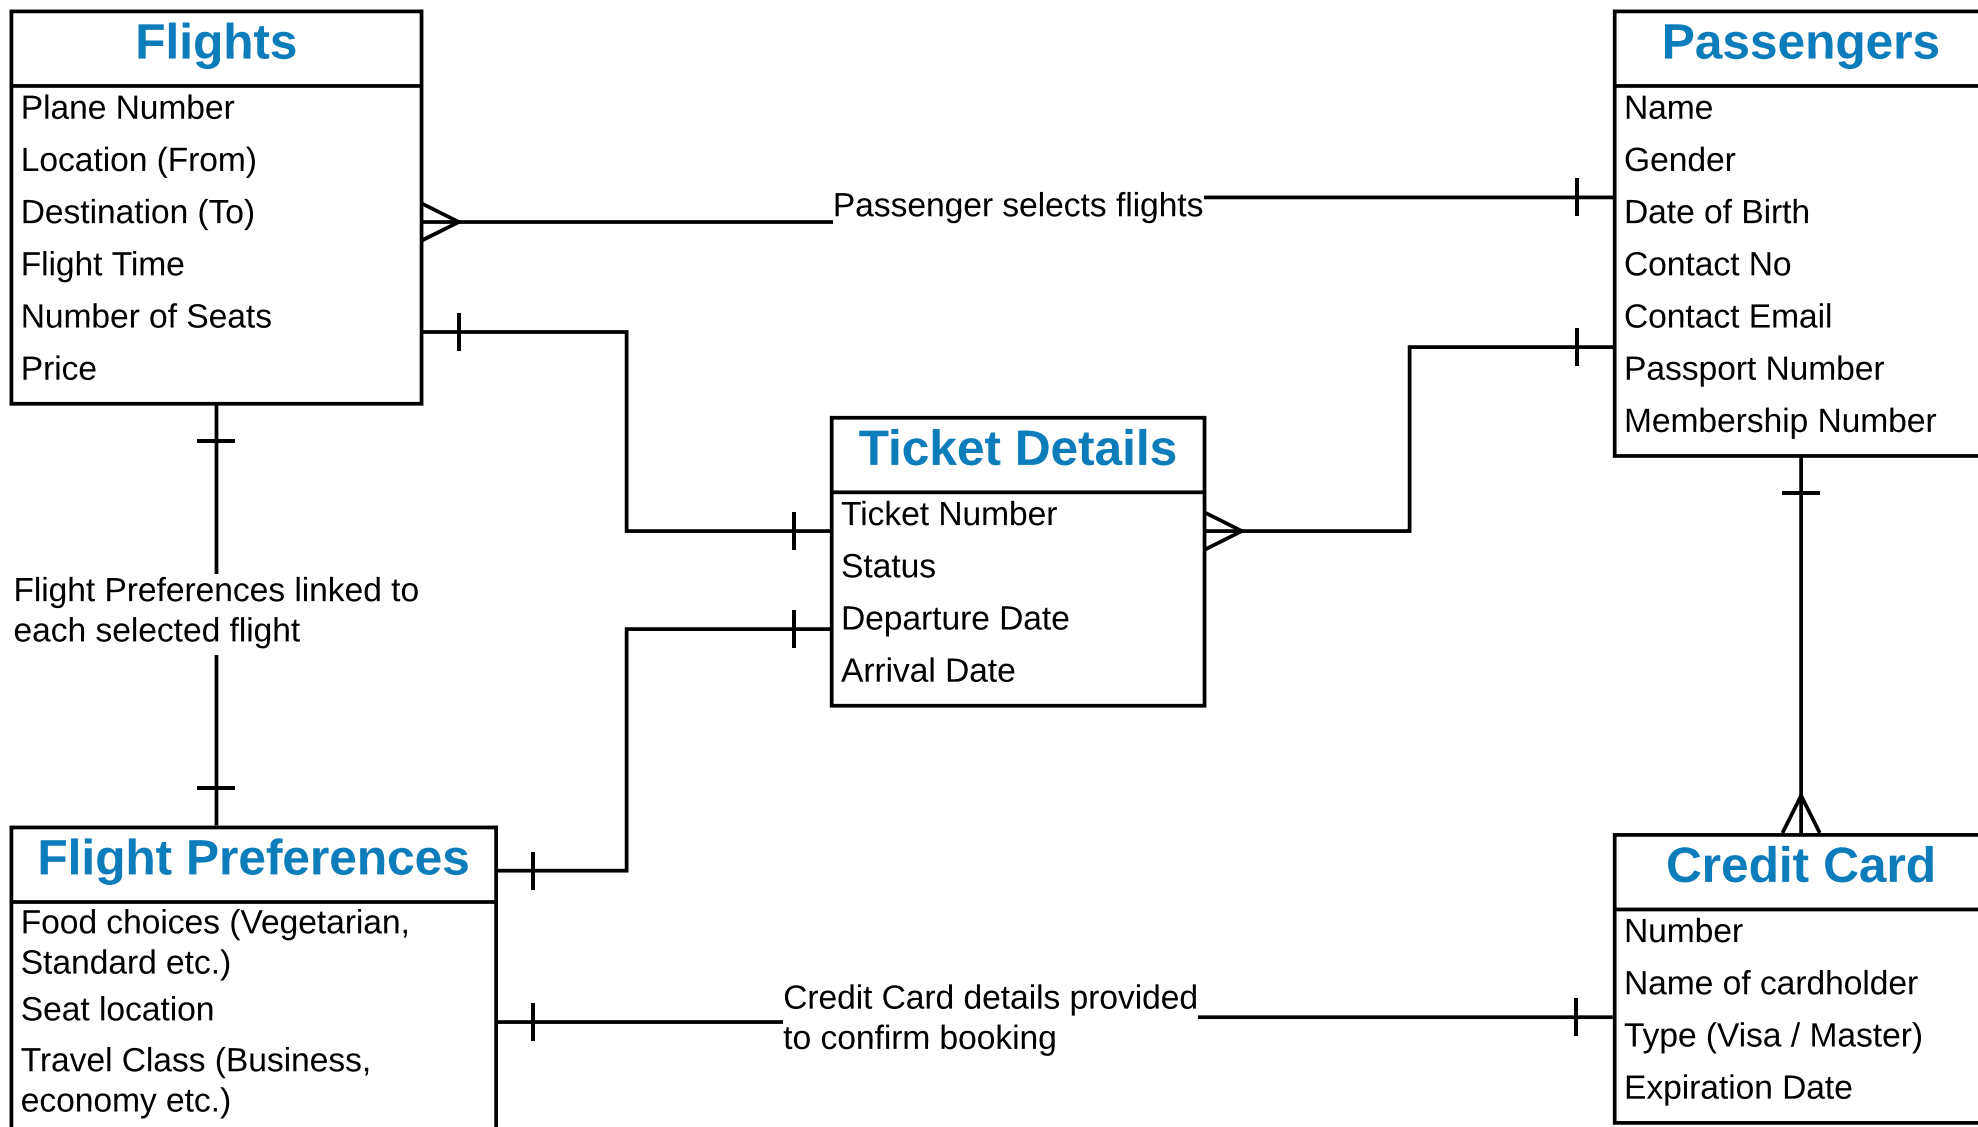 Flights
Plane Number
Location (From)
Destination (To)
Flight Time
Number of Seats
Price
Passenger selects flights
Passengers
Name
Gender
Date of Birth
Contact No
Contact Email
Passport Number
Membership Number
Ticket Details
Ticket Number
Status
Departure Date
Arrival Date
Flight Preferences linked to
each selected flight
Flight Preferences
Food choices (Vegetarian,
Standard etc.)
Seat location
Travel Class (Business,
economy etc.)
Credit Card details provided
to confirm booking
Credit Card
Number
Name of cardholder
Type (Visa / Master)
Expiration Date